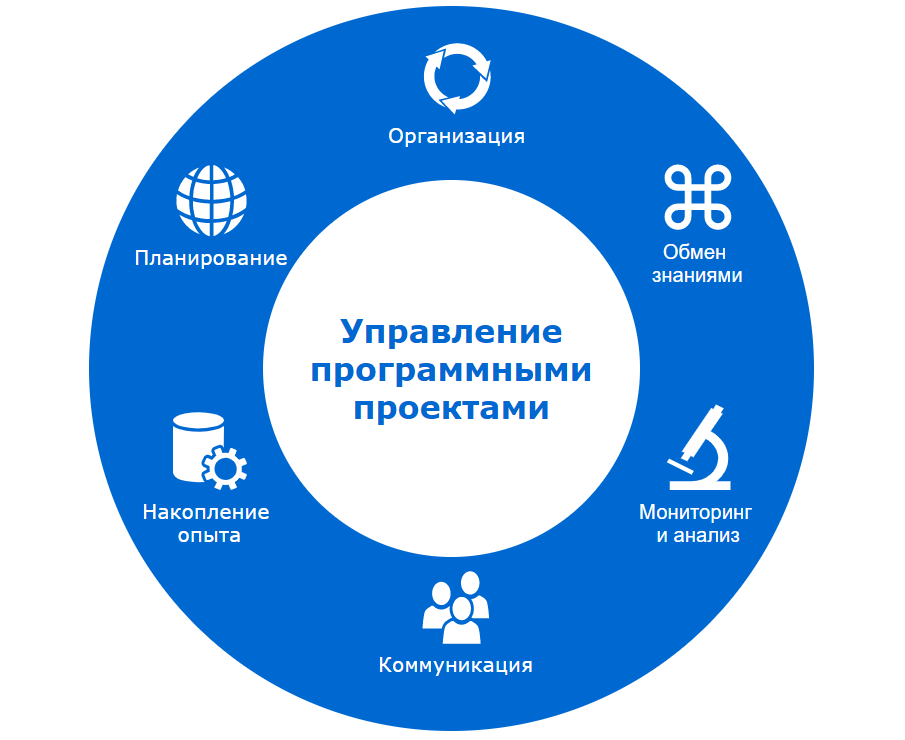 Организация
Планирование
Обмен
знаниями
Управление
программными
проектами
Накопление
опыта
Мониторинг
и анализ
Коммуникация